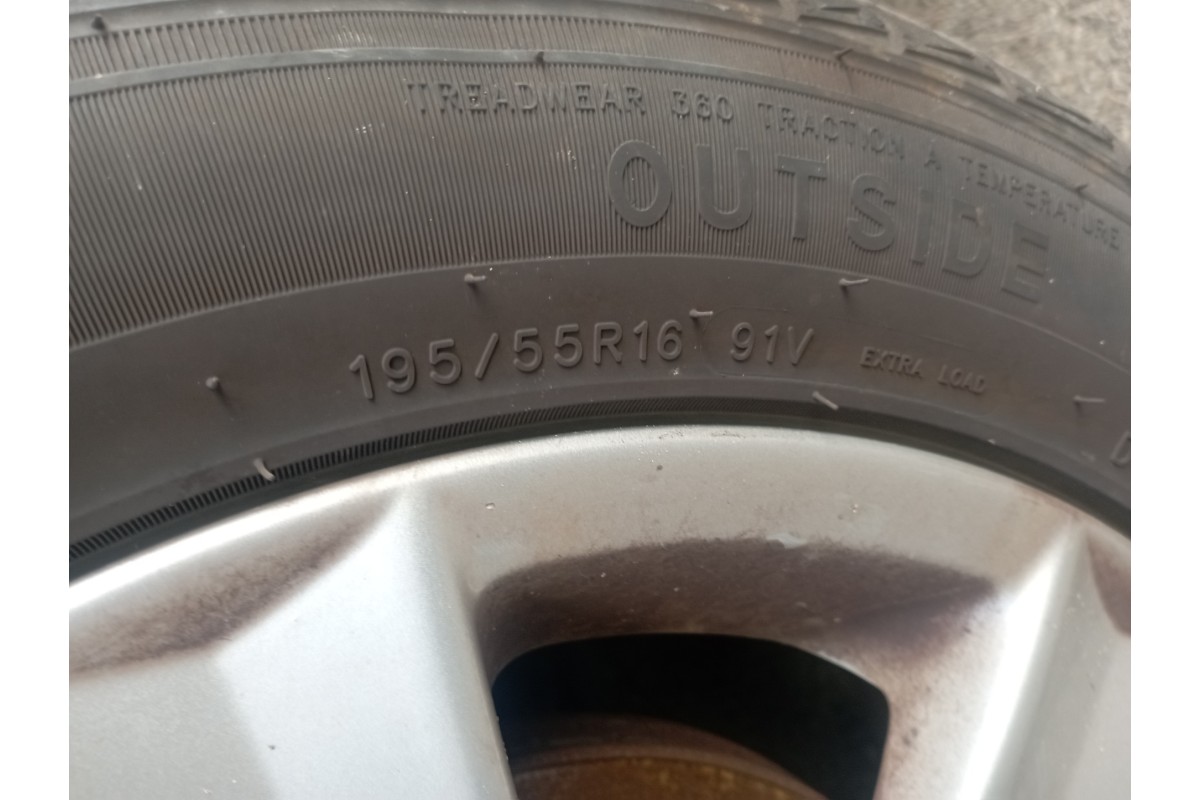 TREADWEAR 360 TRACTION A TEMPERATURE
OUTSIDE
195/55R16 91V EXTRA LOAD
D